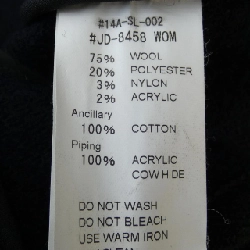 #14A-SL-002
#JD-8458 WOM
75% WOOL
20% POLYESTER
3% NYLON
2% ACRYLIC
Ancillary
100% COTTON
Piping
100% ACRYLIC
COWHIDE
DO NOT WASH
DO NOT BLEACH
USE WARM IRON